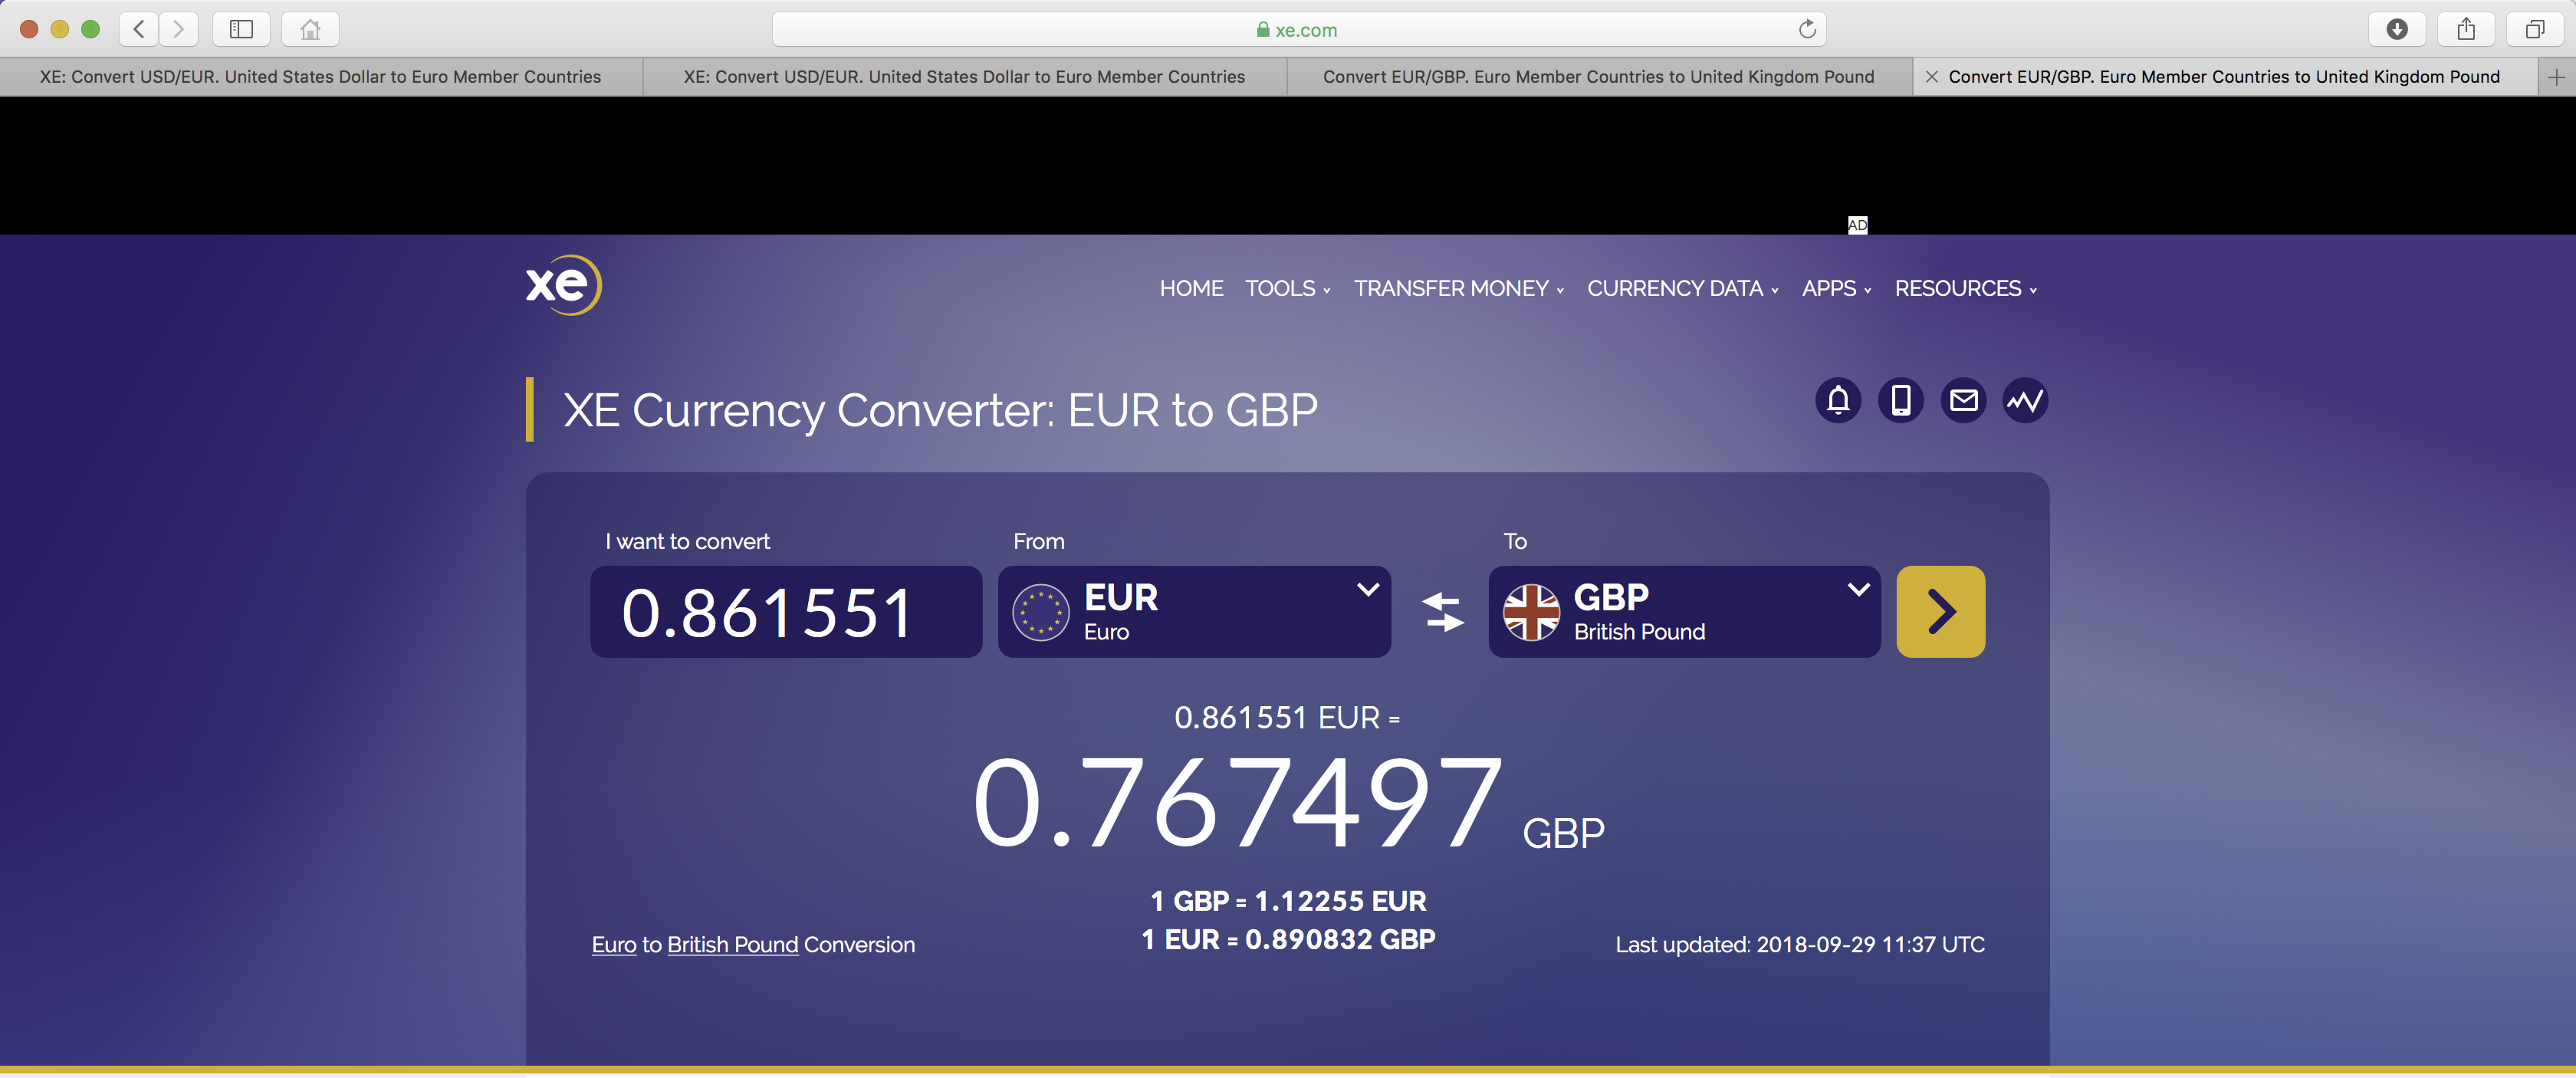 xe.com
XE: Convert USD/EUR. United States Dollar to Euro Member Countries
XE: Convert USD/EUR. United States Dollar to Euro Member Countries
Convert EUR/GBP. Euro Member Countries to United Kingdom Pound
Convert EUR/GBP. Euro Member Countries to United Kingdom Pound
AD
xe
HOME TOOLS TRANSFER MONEY CURRENCY DATA APPS RESOURCES
XE Currency Converter: EUR to GBP
I want to convert
From
To
0.861551
EUR
Euro
GBP
British Pound
0.861551 EUR =
0.767497 GBP
1 GBP = 1.12255 EUR
1 EUR = 0.890832 GBP
Euro to British Pound Conversion
Last updated: 2018-09-29 11:37 UTC